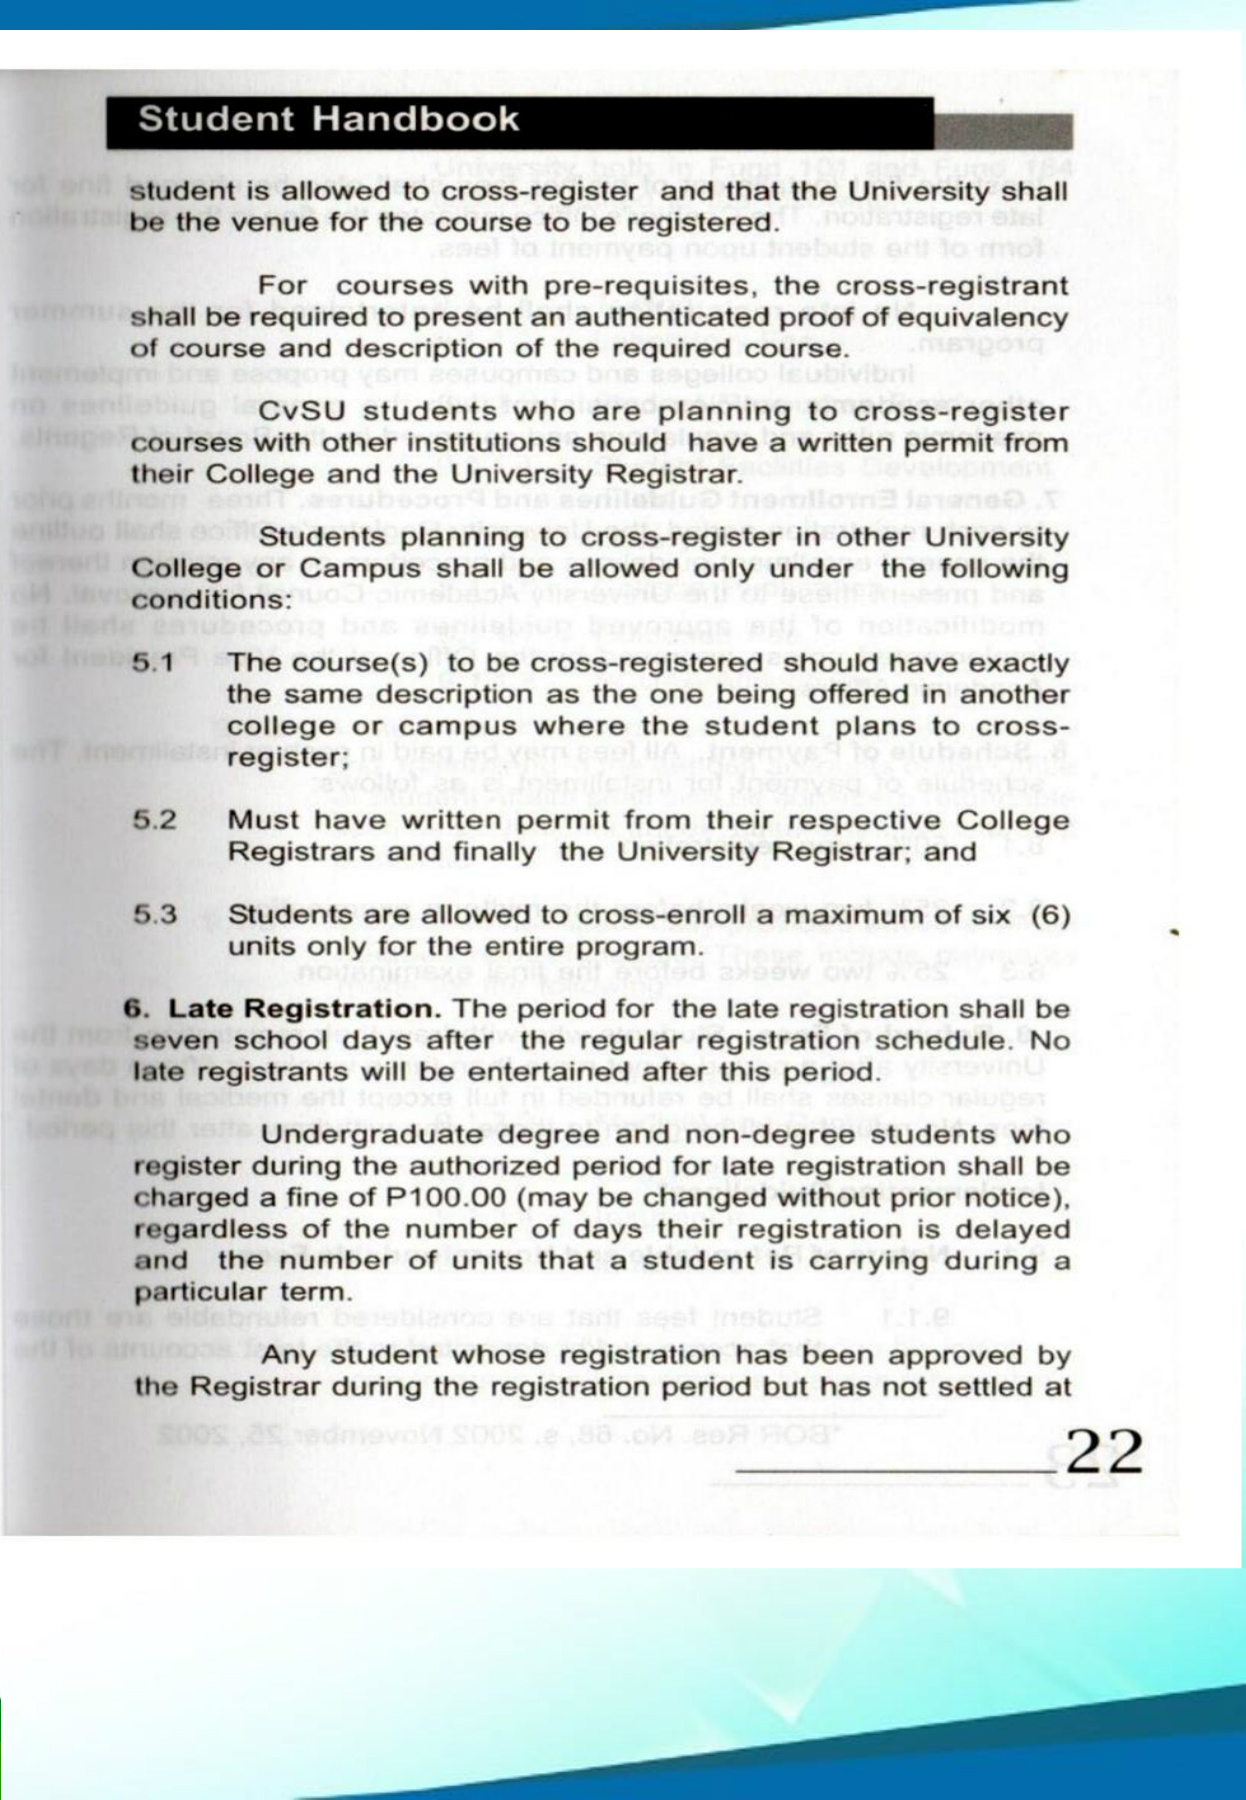 Student Handbook
student is allowed to cross-register and that the University shall
be the venue for the course to be registered.
For courses with pre-requisites, the cross-registrant
shall be required to present an authenticated proof of equivalency
of course and description of the required course.
CvSU students who are planning to cross-register
courses with other institutions should have a written permit from
their College and the University Registrar.
Students planning to cross-register in other University
College or Campus shall be allowed only under the following
conditions:
5.1 The course(s) to be cross-registered should have exactly
the same description as the one being offered in another
college or campus where the student plans to cross-
register;
5.2 Must have written permit from their respective College
Registrars and finally the University Registrar; and
5.3 Students are allowed to cross-enroll a maximum of six (6)
units only for the entire program.
6. Late Registration. The period for the late registration shall be
seven school days after the regular registration schedule. No
late registrants will be entertained after this period.
Undergraduate degree and non-degree students who
register during the authorized period for late registration shall be
charged a fine of P100.00 (may be changed without prior notice),
regardless of the number of days their registration is delayed
and the number of units that a student is carrying during a
particular term.
Any student whose registration has been approved by
the Registrar during the registration period but has not settled at
22